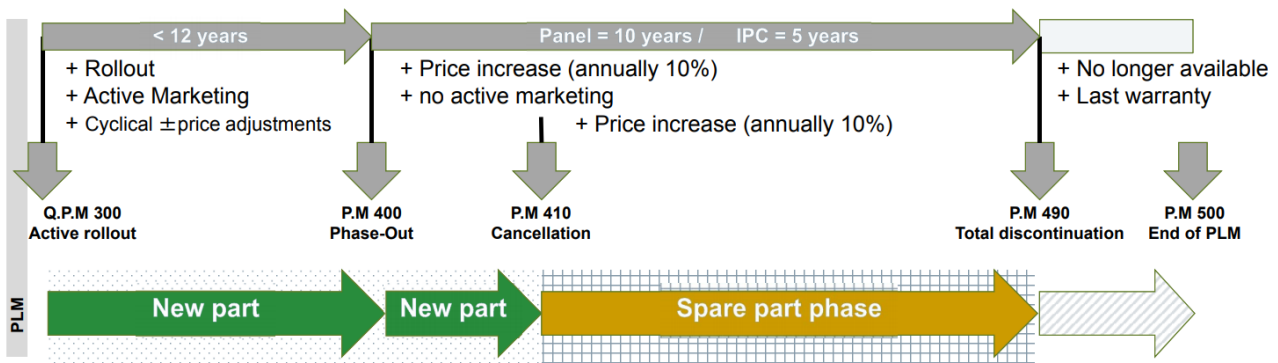 < 12 years
Panel = 10 years / IPC = 5 years
+ Rollout
+ Active Marketing
+ Cyclical ±price adjustments
+ Price increase (annually 10%)
+ no active marketing
+ Price increase (annually 10%)
+ No longer available
+ Last warranty
PLM
Q.P.M 300
Active rollout
P.M 400
Phase-Out
P.M 410
Cancellation
P.M 490
Total discontinuation
P.M 500
End of PLM
New part
New part
Spare part phase